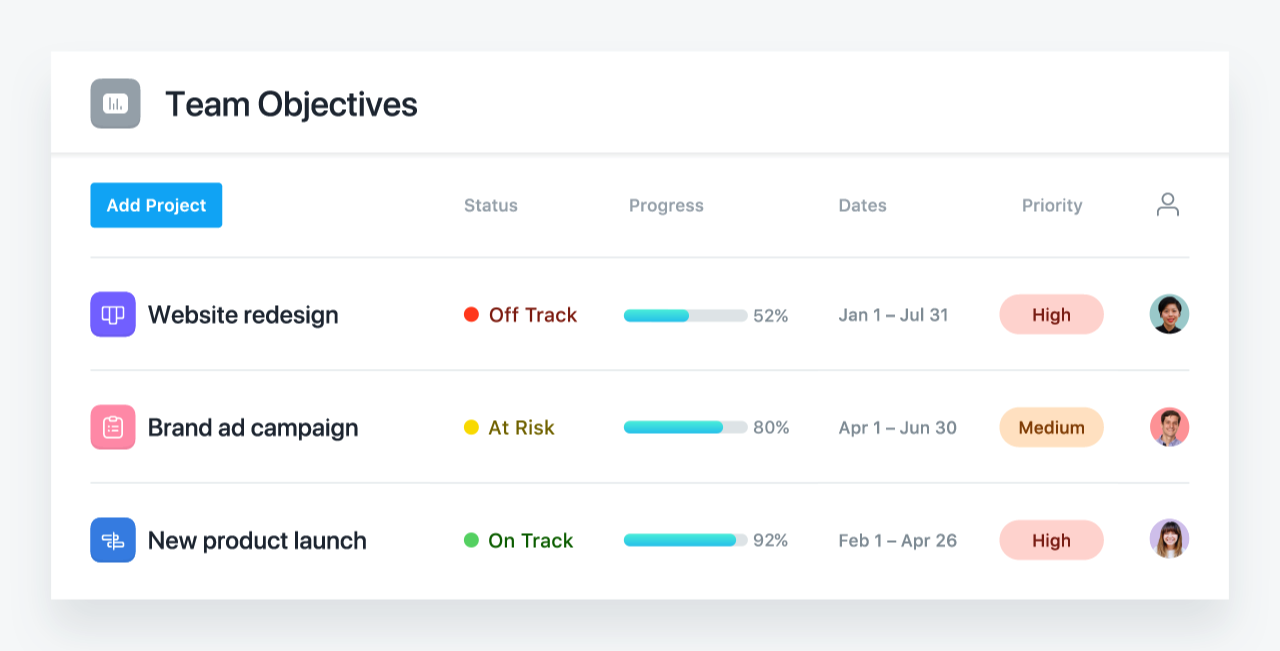 Team Objectives
Add Project Status Progress Dates Priority
Website redesign Off Track 52% Jan 1 – Jul 31 High
Brand ad campaign At Risk 80% Apr 1 – Jun 30 Medium
New product launch On Track 92% Feb 1 – Apr 26 High